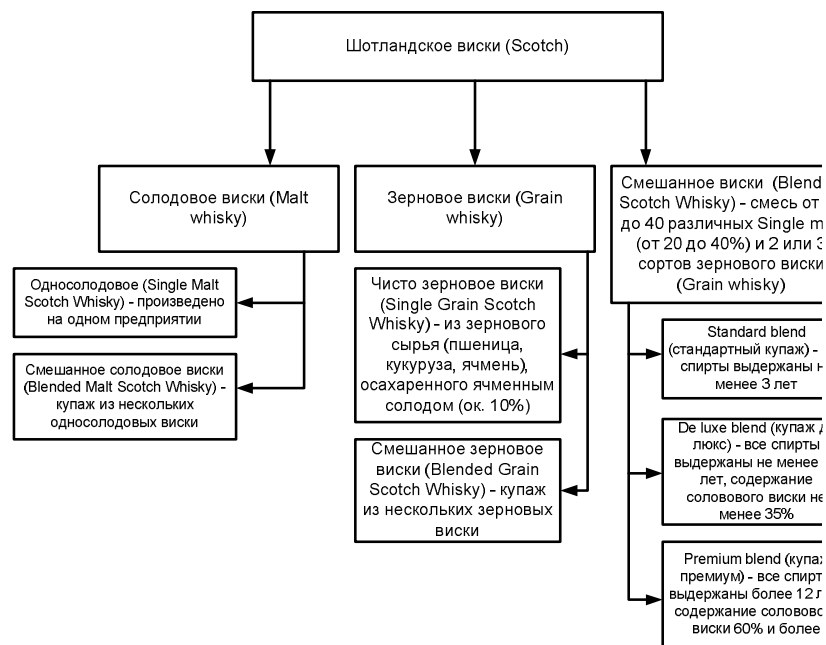 Шотландское виски (Scotch)
Солодовое виски (Malt
whisky)
Односолодовое (Single Malt
Scotch Whisky) - произведено
на одном предприятии
Смешанное солодовое виски
(Blended Malt Scotch Whisky) -
купаж из нескольких
односолодовых виски
Зерновое виски (Grain
whisky)
Чисто зерновое виски
(Single Grain Scotch
Whisky) - из зернового
сырья (пшеница,
кукуруза, ячмень),
осахаренного ячменным
солодом (ок. 10%)
Смешанное зерновое
виски (Blended Grain
Scotch Whisky) - купаж
из нескольких зерновых
виски
Смешанное виски (Blend
Scotch Whisky) - смесь от
до 40 различных Single m
(от 20 до 40%) и 2 или 3
сортов зернового виски
(Grain whisky)
Standard blend
(стандартный купаж) -
спирты выдержаны н
менее 3 лет
De luxe blend (купаж д
люкс) - все спирты
выдержаны не менее
лет, содержание
соловового виски не
менее 35%
Premium blend (купаж
премиум) - все спирт
выдержаны более 12 л
содержание соловово
виски 60% и более